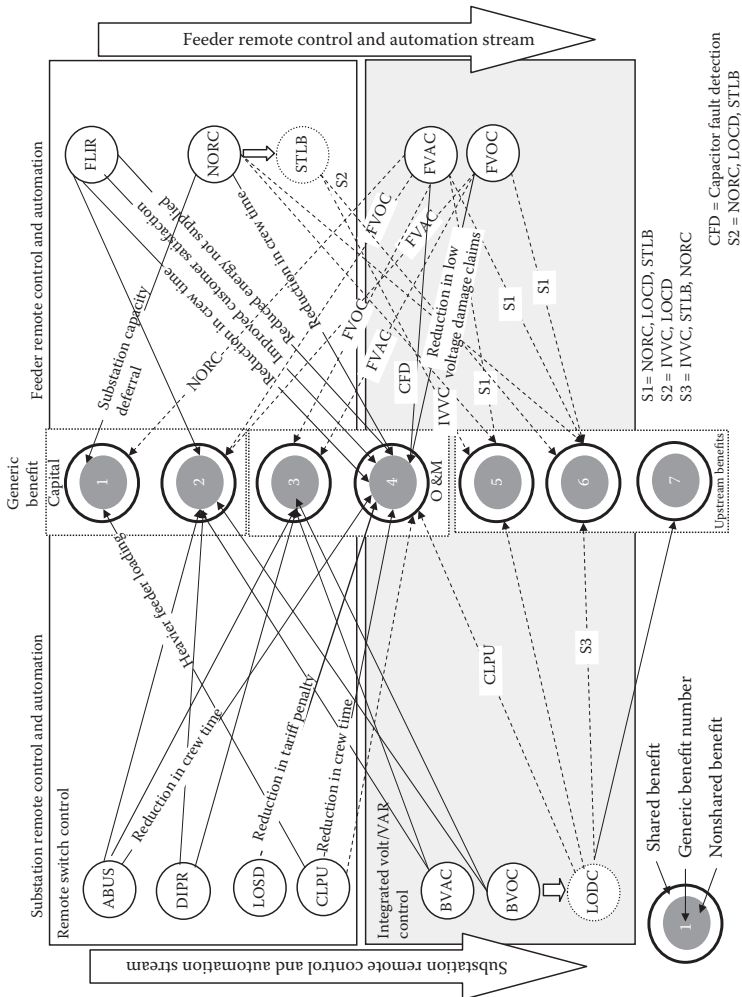 Feeder remote control and automation stream
Feeder remote control and automation
FLIR
NORC
STLB
S2
FVAC
FVOC
Substation capacity
deferral
Reduction in crew time
Improved customer satisfaction
Reduced energy not supplied
Reduction in crew time
NORC
FVOC
FVAC
FVOC
FVAC
CFD
Reduction in low
voltage damage claims
IVVC
S1
S1
S1
Generic
benefit
Capital
1
2
3
4
O &M
5
6
7
Upstream benefits
Substation remote control and automation
Remote switch control
ABUS
DIPR
LOSD
CLPU
Heavier feeder loading
Reduction in crew time
Reduction in tariff penalty
Reduction in crew time
Integrated volt/VAR
control
BVAC
BVOC
LODC
CLPU
S3
Substation remote control and automation stream
Shared benefit
Generic benefit number
Nonshared benefit
1
S1= NORC, LOCD, STLB
S2 = IVVC, LOCD
S3 = IVVC, STLB, NORC
CFD = Capacitor fault detection
S2 = NORC, LOCD, STLB